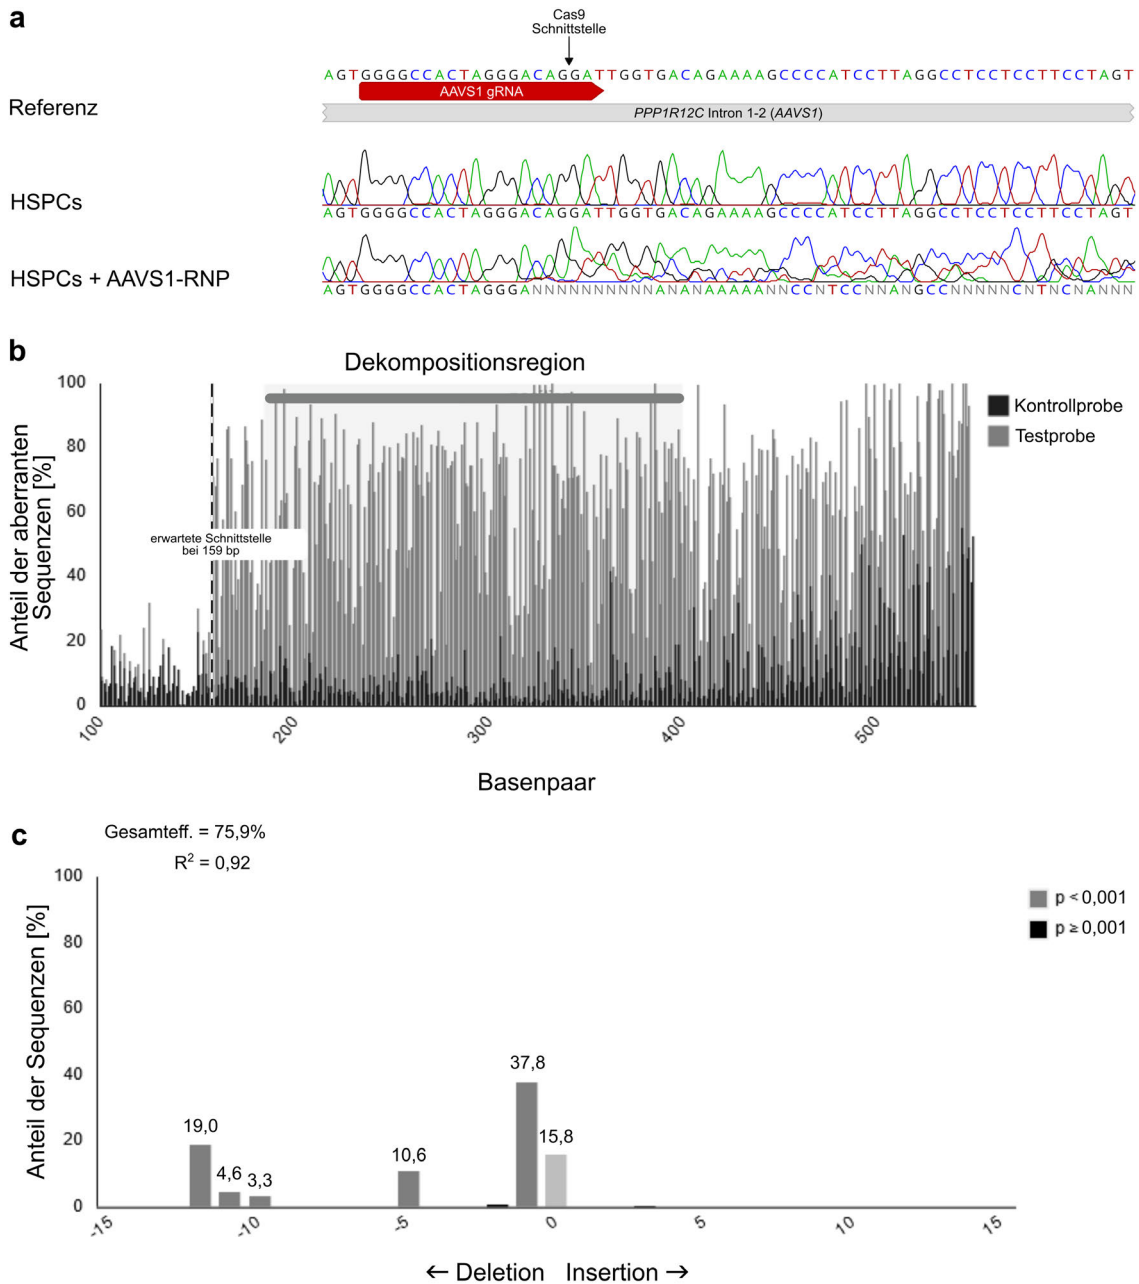 a
Cas9
Schnittstelle
AGTGGGGCCACTAGGGACAGGATTGGTGACAGAAAAGCCCCATCCTTAGGCCTCCTCCTTCCTAGT
AAVS1 gRNA
Referenz
PPP1R12C Intron 1-2 (AAVS1)
HSPCs
AGTGGGGCCACTAGGGACAGGATTGGTGACAGAAAAGCCCCATCCTTAGGCCTCCTCCTTCCTAGT
HSPCs + AAVS1-RNP
AGTGGGGCCACTAGGGANNNNNNNNNNANANAAAAANNCCNTCCNNANGCCNNNNNCNTNCNANNN
b
Dekompositionsregion
Anteil der aberranten
Sequenzen [%]
100
80
60
40
20
0
erwartete Schnittstelle
bei 159 bp
Kontrollprobe
Testprobe
100
200
300
400
500
Basenpaar
c
Gesamteff. = 75,9%
R² = 0,92
Anteil der Sequenzen [%]
100
80
60
40
20
0
p < 0,001
p ≥ 0,001
19,0
4,6
3,3
10,6
37,8
15,8
-15
-10
-5
0
5
10
15
← Deletion Insertion →